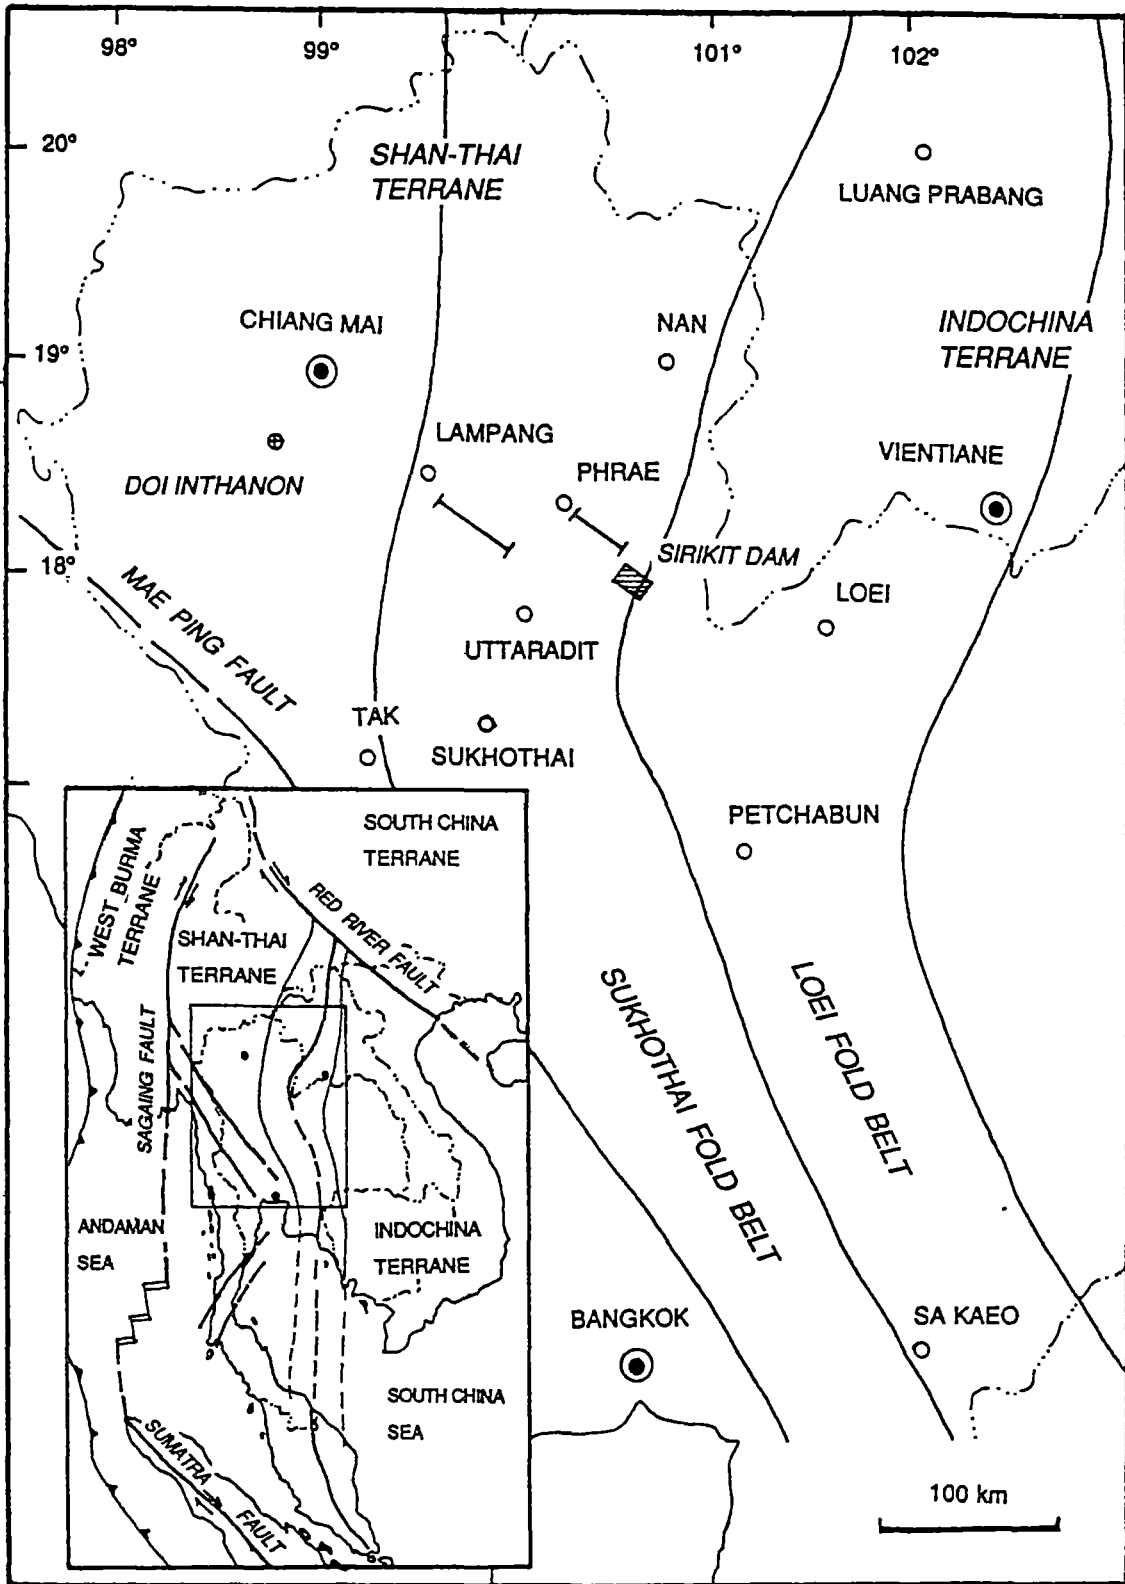 98°
99°
101°
102°
20°
SHAN-THAI
TERRANE
LUANG PRABANG
CHIANG MAI
NAN
INDOCHINA
TERRANE
19°
LAMPANG
PHRAE
VIENTIANE
DOI INTHANON
SIRIKIT DAM
18°
LOEI
MAE PING FAULT
UTTARADIT
TAK
SUKHOTHAI
PETCHABUN
SOUTH CHINA
TERRANE
WEST BURMA
TERRANE
RED RIVER FAULT
SHAN-THAI
TERRANE
SAGAING FAULT
SUKHOTHAI FOLD BELT
LOEI FOLD BELT
ANDAMAN
SEA
INDOCHINA
TERRANE
BANGKOK
SA KAEO
SOUTH CHINA
SEA
SUMATRA FAULT
100 km